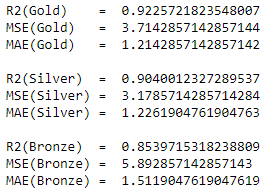 R2(Gold)    =  0.9225721823548007
MSE(Gold)   =  3.7142857142857144
MAE(Gold)   =  1.2142857142857142

R2(Silver)  =  0.9040012327289537
MSE(Silver) =  3.1785714285714284
MAE(Silver) =  1.2261904761904763

R2(Bronze)  =  0.8539715318238809
MSE(Bronze) =  5.892857142857143
MAE(Bronze) =  1.5119047619047619